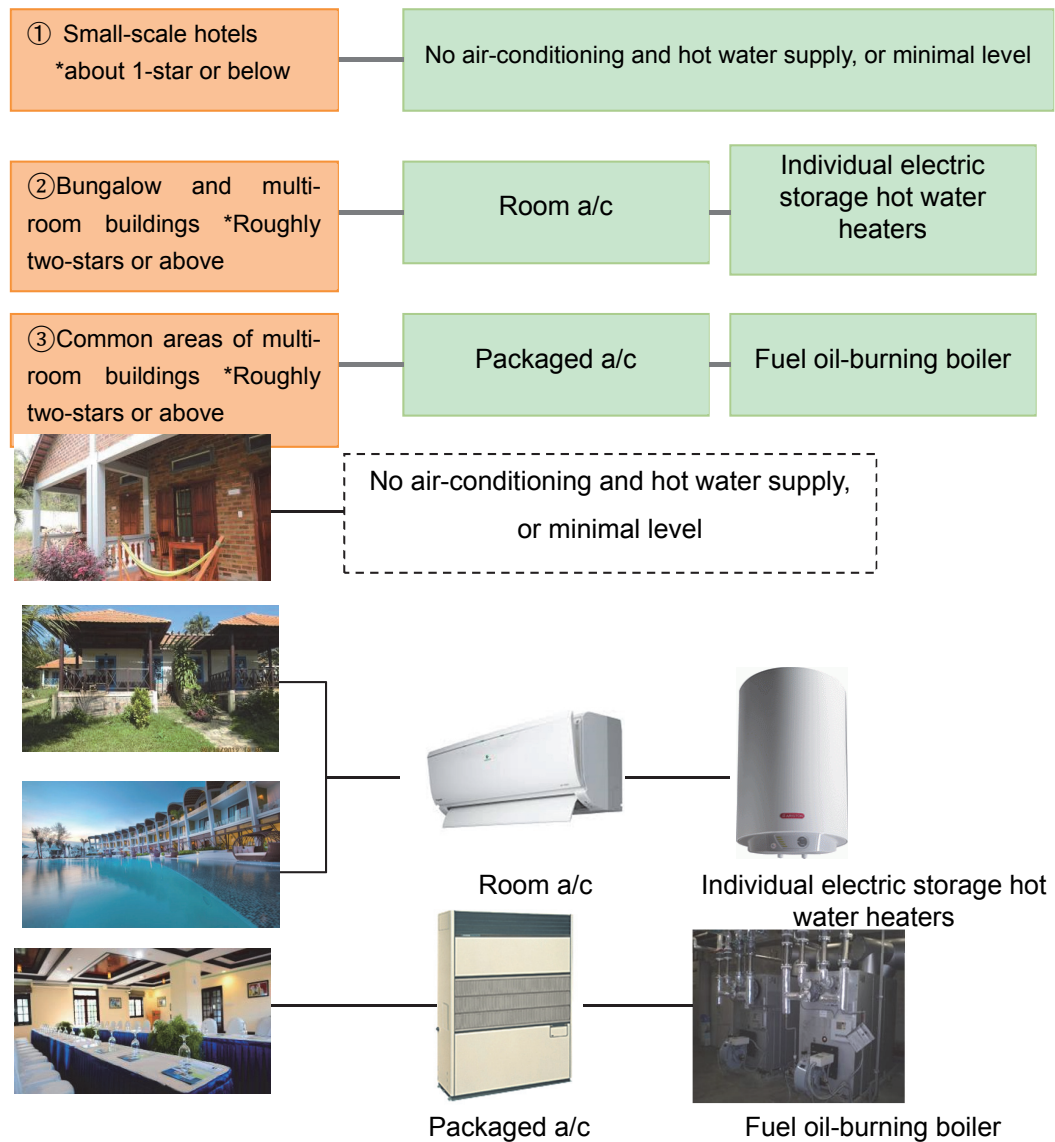 ① Small-scale hotels
*about 1-star or below
No air-conditioning and hot water supply, or minimal level
②Bungalow and multi-
room buildings *Roughly
two-stars or above
Room a/c
Individual electric
storage hot water
heaters
③Common areas of multi-
room buildings *Roughly
two-stars or above
Packaged a/c
Fuel oil-burning boiler
No air-conditioning and hot water supply,
or minimal level
Room a/c
Individual electric storage hot
water heaters
Packaged a/c
Fuel oil-burning boiler